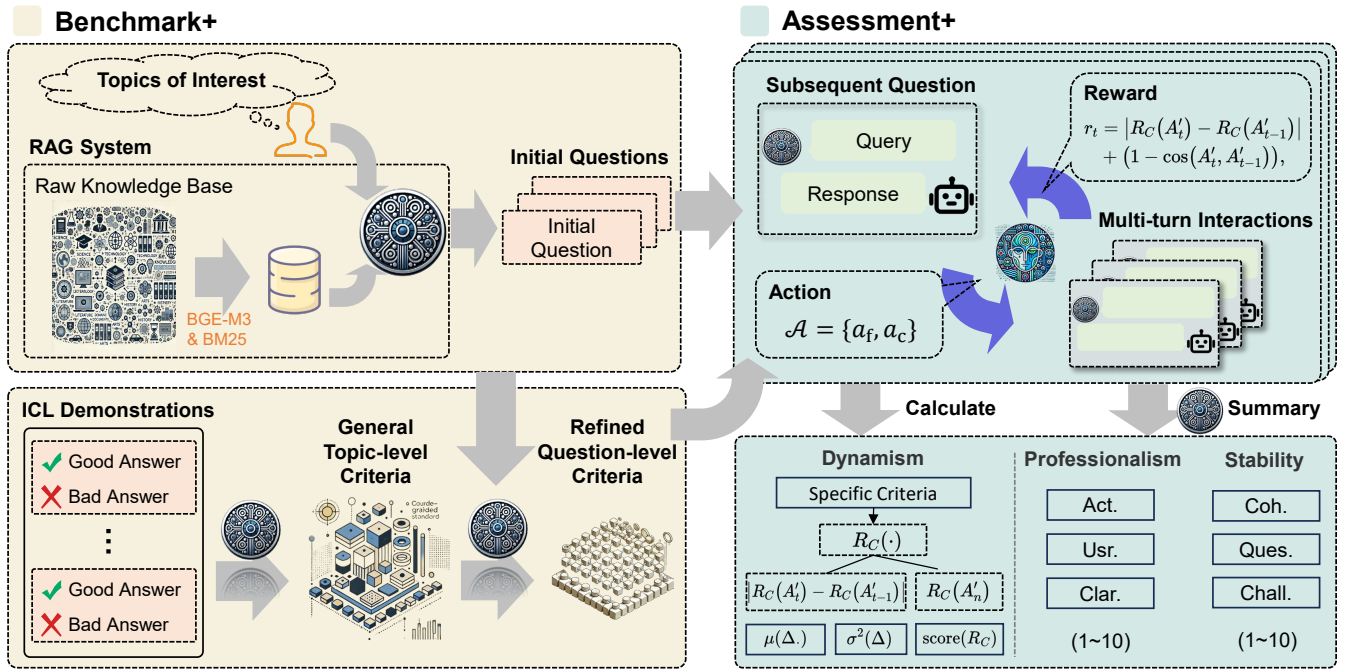 Benchmark+
Topics of Interest
RAG System
Raw Knowledge Base
BGE-M3
& BM25
Initial Questions
Initial
Question
ICL Demonstrations
Good Answer
Bad Answer
Good Answer
Bad Answer
General
Topic-level
Criteria
Refined
Question-level
Criteria
Assessment+
Subsequent Question
Query
Response
Reward
r_t = |R_C(A'_t) − R_C(A'_{t−1})|
+ (1 − cos(A'_t, A'_{t−1})),
Multi-turn Interactions
Action
𝒜 = {a_f, a_c}
Calculate
Summary
Dynamism
Specific Criteria
R_C(·)
R_C(A'_t) − R_C(A'_{t−1})
R_C(A'_n)
μ(Δ.)
σ²(Δ)
score(R_C)
Professionalism
Act.
Usr.
Clar.
(1~10)
Stability
Coh.
Ques.
Chall.
(1~10)